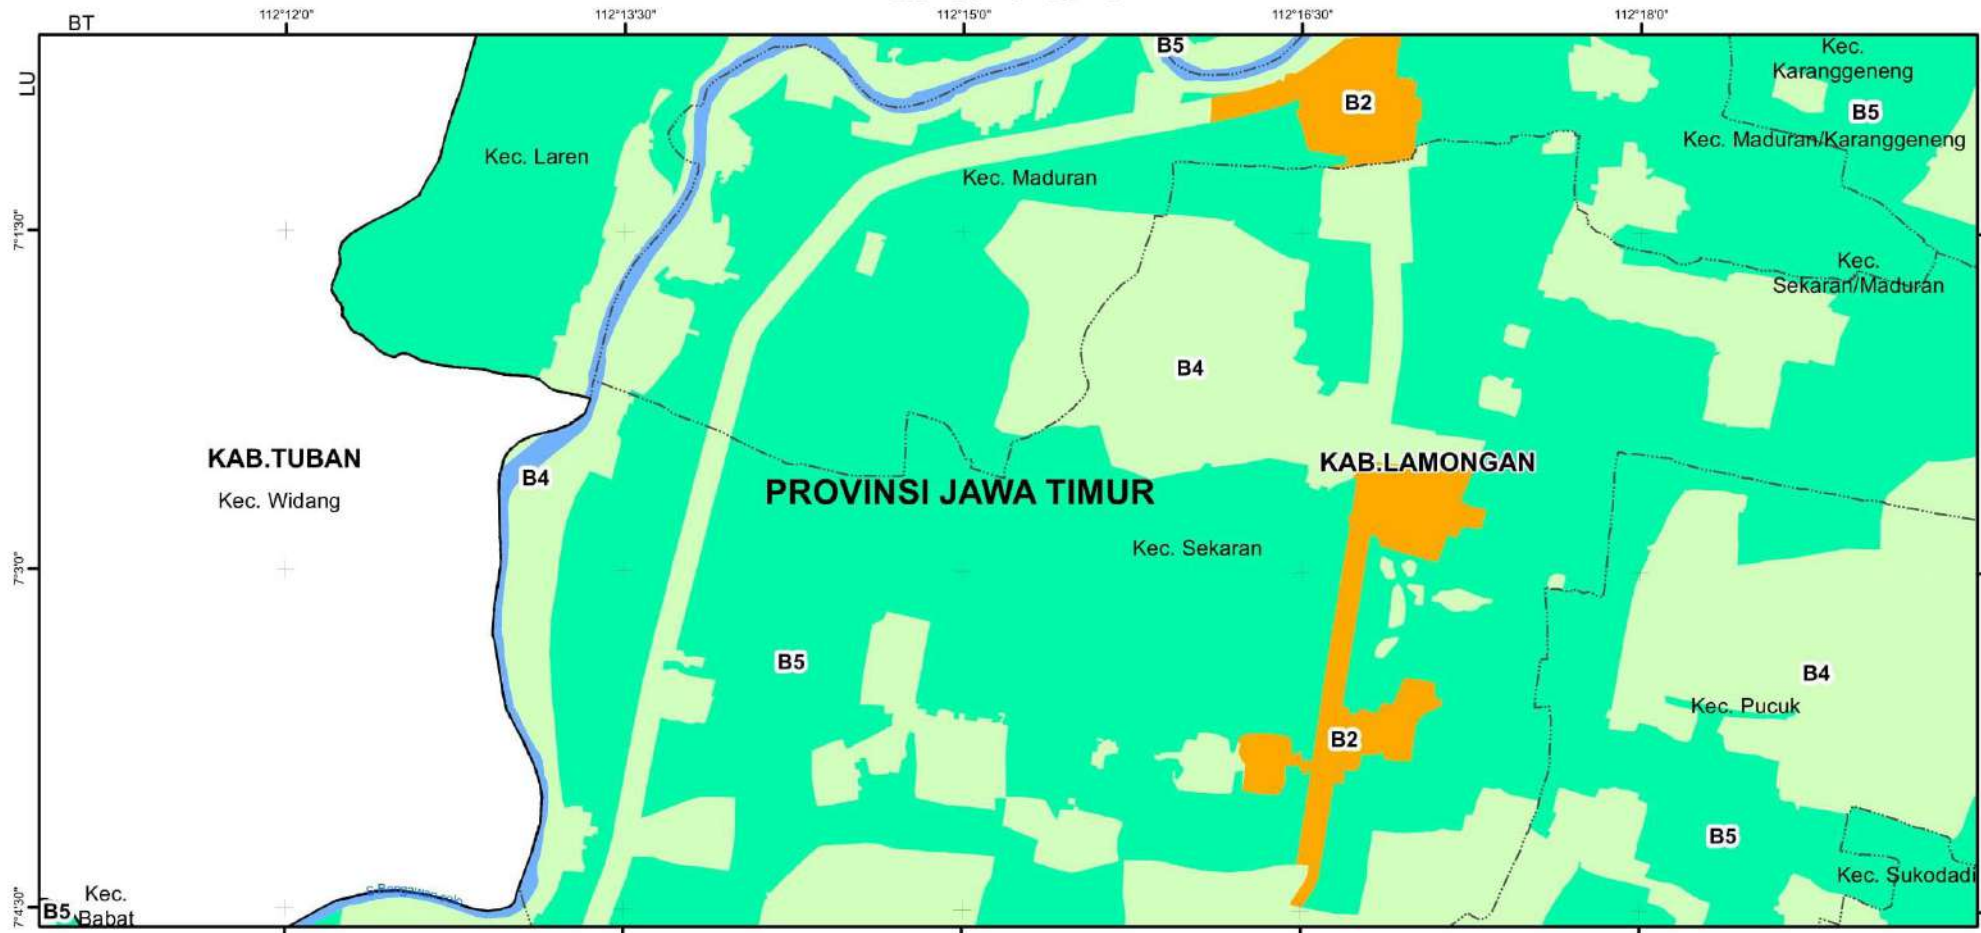 BT
112°12'0"
112°13'30"
112°15'0"
112°16'30"
112°18'0"
LU
B5
Kec.
Karanggeneng
B2
B5
Kec. Maduran/Karanggeneng
Kec. Laren
Kec. Maduran
7°1'30"
Kec.
Sekaran/Maduran
B4
KAB.TUBAN
KAB.LAMONGAN
B4
PROVINSI JAWA TIMUR
Kec. Widang
Kec. Sekaran
7°3'0"
B5
B4
Kec. Pucuk
B2
B5
Kec. Sukodadi
7°4'30"
B5
Kec.
Babat